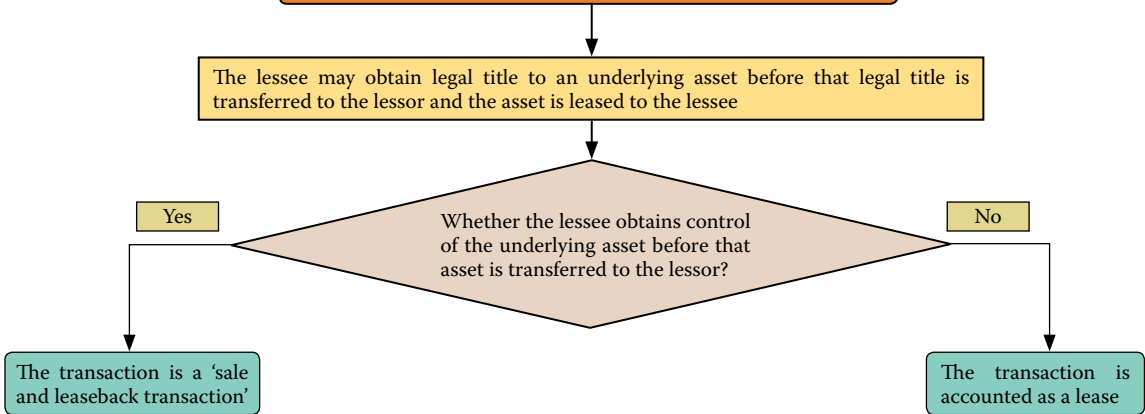 The lessee may obtain legal title to an underlying asset before that legal title is
transferred to the lessor and the asset is leased to the lessee
Yes
No
Whether the lessee obtains control
of the underlying asset before that
asset is transferred to the lessor?
The transaction is a ‘sale
and leaseback transaction’
The transaction is
accounted as a lease